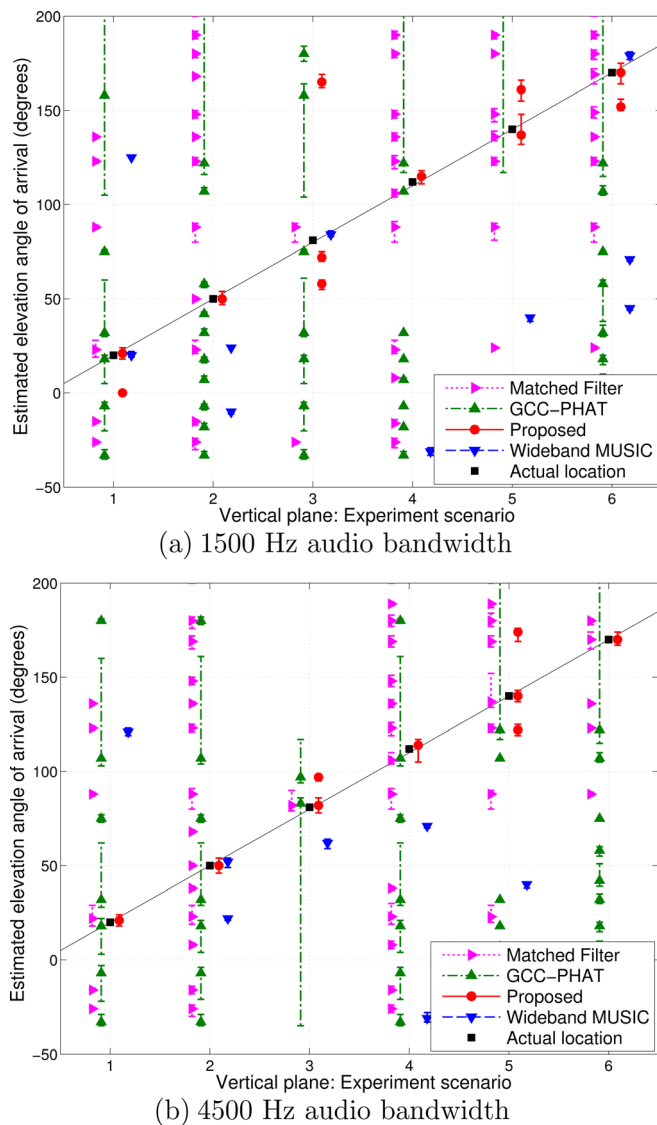 200
150
100
50
0
−50
Estimated elevation angle of arrival (degrees)
Matched Filter
GCC−PHAT
Proposed
Wideband MUSIC
Actual location
1 2 3 4 5 6
Vertical plane: Experiment scenario
(a) 1500 Hz audio bandwidth
200
150
100
50
0
−50
Estimated elevation angle of arrival (degrees)
Matched Filter
GCC−PHAT
Proposed
Wideband MUSIC
Actual location
1 2 3 4 5 6
Vertical plane: Experiment scenario
(b) 4500 Hz audio bandwidth